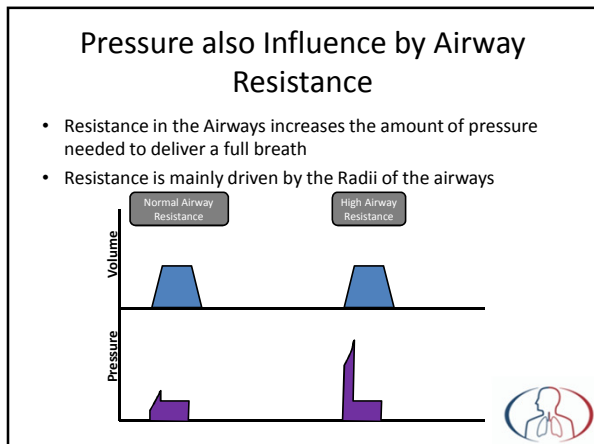 Pressure also Influence by Airway
Resistance
• Resistance in the Airways increases the amount of pressure
needed to deliver a full breath
• Resistance is mainly driven by the Radii of the airways
Normal Airway
Resistance
High Airway
Resistance
Volume
Pressure